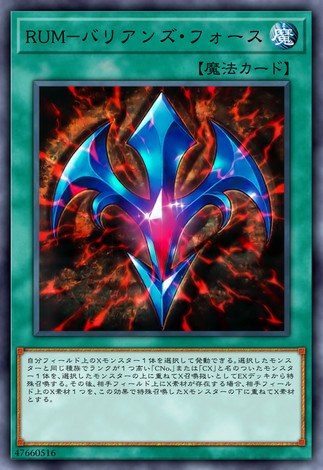 RUM－バリアンズ・フォース
魔
【魔法カード】
自分フィールド上のXモンスター１体を選択して発動できる。選択したモンス
ターと同じ種族でランクが１つ高い「CNo.」または「CX」と名のついたモンスタ
ー１体を、選択したモンスターの上に重ねてX召喚扱いとしてEXデッキから特
殊召喚する。その後、相手フィールド上にX素材が存在する場合、相手フィール
ド上のX素材１つを、この効果で特殊召喚したモンスターの下に重ねてX素材
とする。
47660516